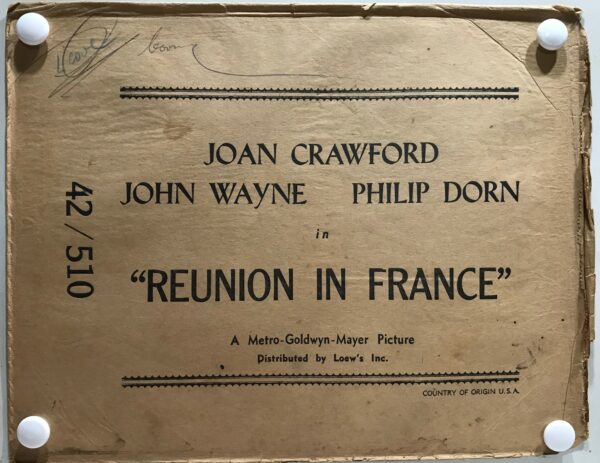 JOAN CRAWFORD
JOHN WAYNE PHILIP DORN
in
"REUNION IN FRANCE"
A Metro-Goldwyn-Mayer Picture
Distributed by Loew's Inc.
COUNTRY OF ORIGIN U.S.A.
42/510